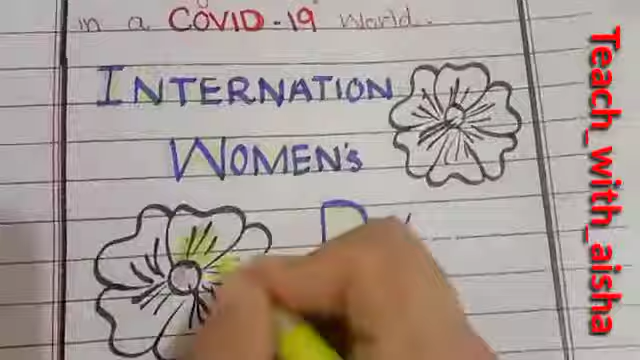 in a COVID-19 World.
INTERNATION
WOMEN's
D
Teach_with_aisha